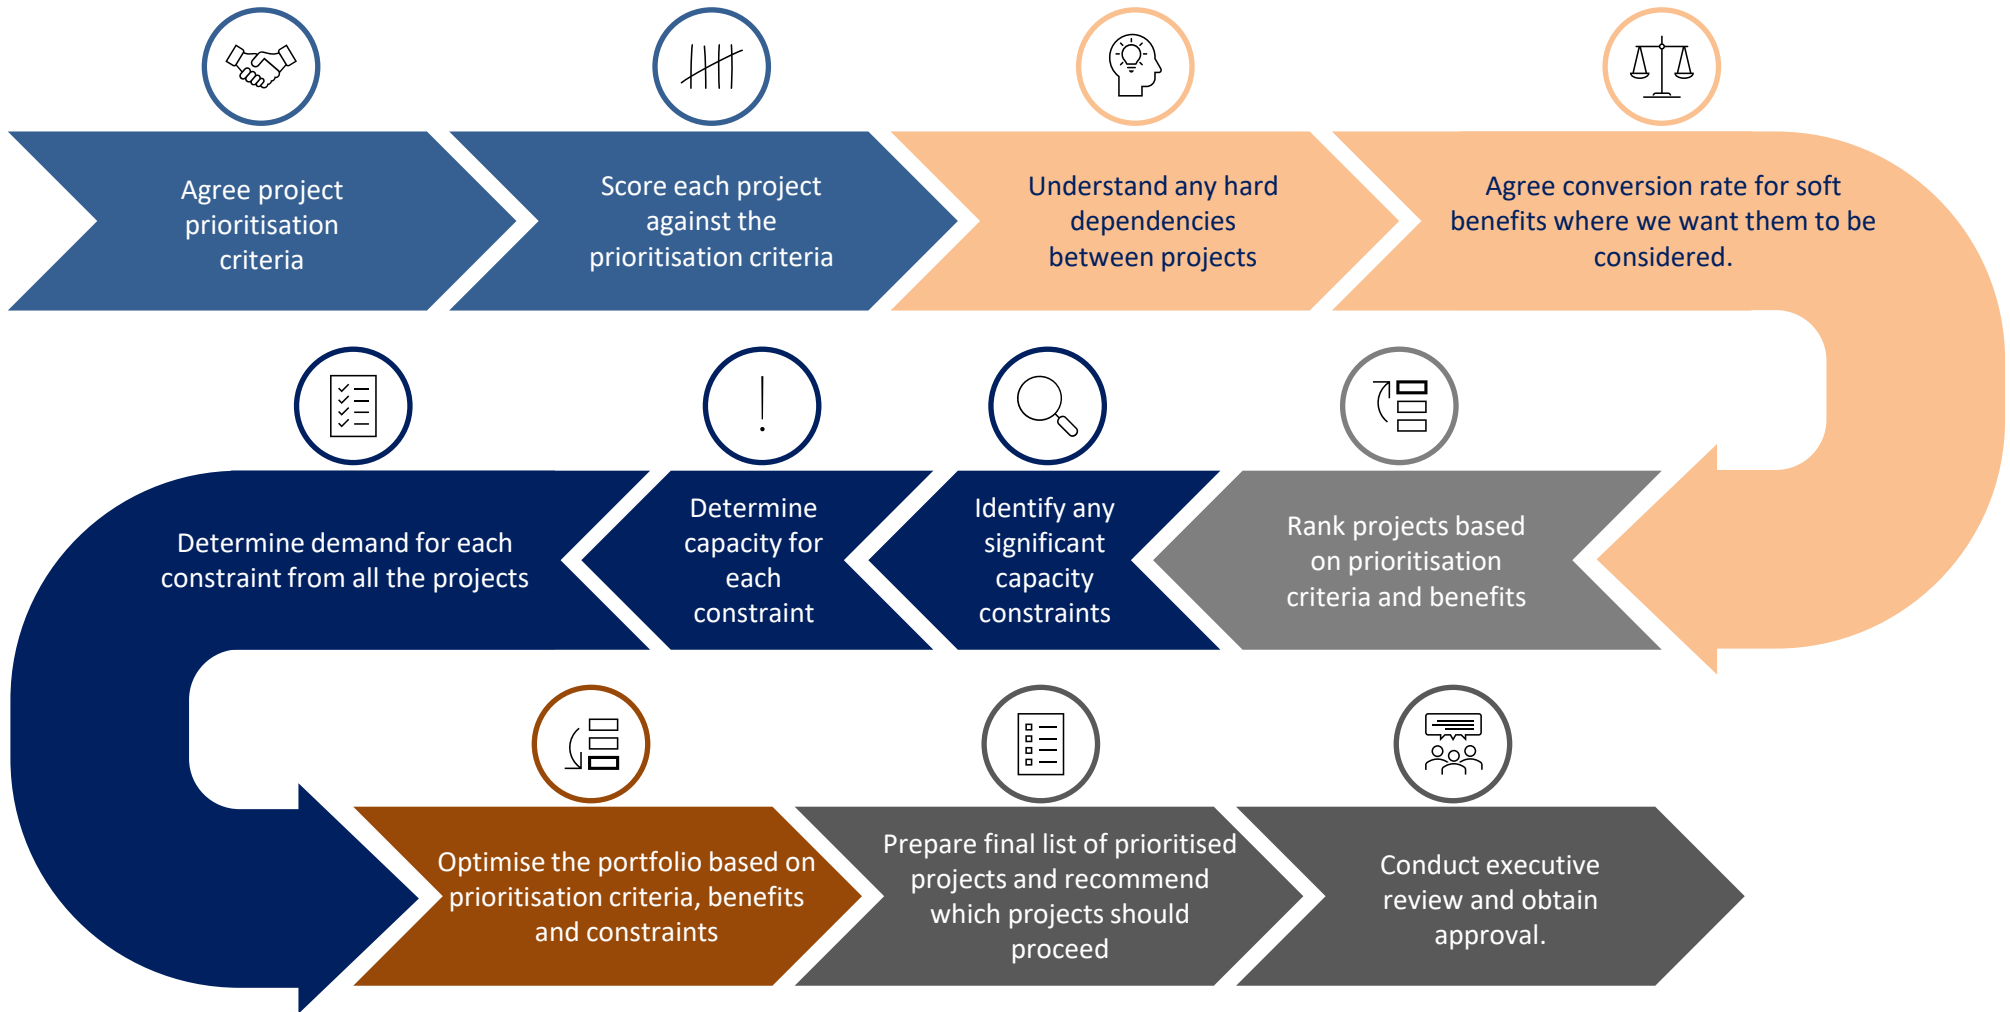 Agree project
prioritisation
criteria
Score each project
against the
prioritisation criteria
Understand any hard
dependencies
between projects
Agree conversion rate for soft
benefits where we want them to be
considered.
Rank projects based
on prioritisation
criteria and benefits
Identify any
significant
capacity
constraints
Determine
capacity for
each
constraint
Determine demand for each
constraint from all the projects
Optimise the portfolio based on
prioritisation criteria, benefits
and constraints
Prepare final list of prioritised
projects and recommend
which projects should
proceed
Conduct executive
review and obtain
approval.